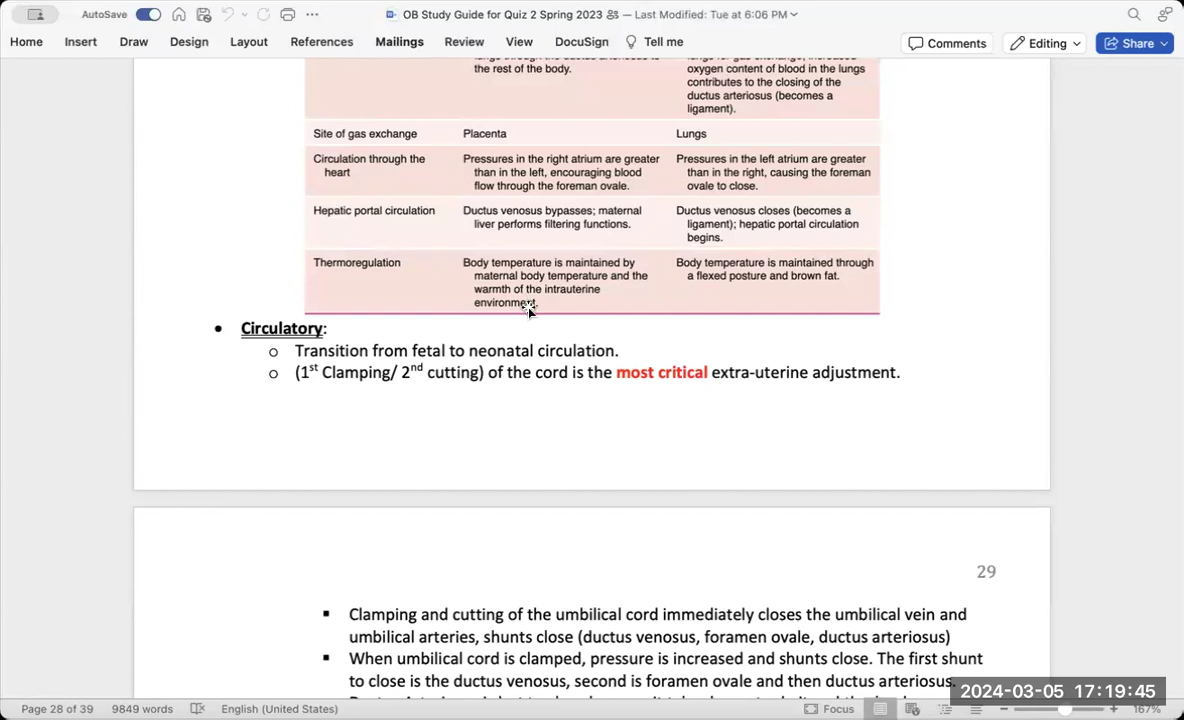 AutoSave
OB Study Guide for Quiz 2 Spring 2023 — Last Modified: Tue at 6:06 PM
Home Insert Draw Design Layout References Mailings Review View DocuSign Tell me
Comments Editing Share
the rest of the body.
oxygen content of blood in the lungs
contributes to the closing of the
ductus arteriosus (becomes a
ligament).
Site of gas exchange Placenta Lungs
Circulation through the Pressures in the right atrium are greater Pressures in the left atrium are greater
heart than in the left, encouraging blood than in the right, causing the foreman
flow through the foreman ovale. ovale to close.
Hepatic portal circulation Ductus venosus bypasses; maternal Ductus venosus closes (becomes a
liver performs filtering functions. ligament); hepatic portal circulation
begins.
Thermoregulation Body temperature is maintained by Body temperature is maintained through
maternal body temperature and the a flexed posture and brown fat.
warmth of the intrauterine
environment.
• Circulatory:
o Transition from fetal to neonatal circulation.
o (1st Clamping/ 2nd cutting) of the cord is the most critical extra-uterine adjustment.
29
▪ Clamping and cutting of the umbilical cord immediately closes the umbilical vein and
umbilical arteries, shunts close (ductus venosus, foramen ovale, ductus arteriosus)
▪ When umbilical cord is clamped, pressure is increased and shunts close. The first shunt
to close is the ductus venosus, second is foramen ovale and then ductus arteriosus.
2024-03-05 17:19:45
Page 28 of 39 9849 words English (United States) Focus 167%